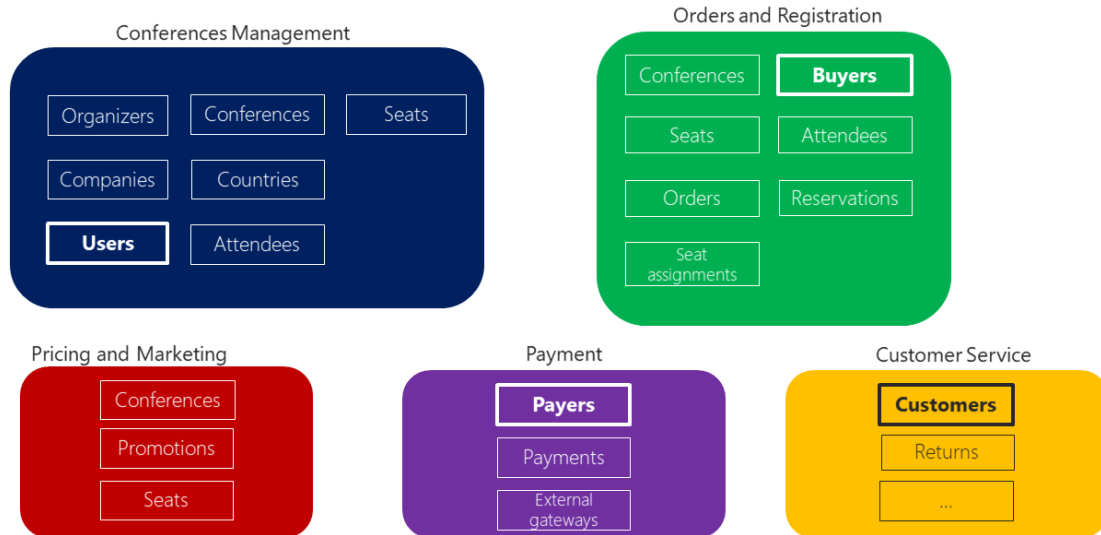 Conferences Management
Organizers
Conferences
Seats
Companies
Countries
Users
Attendees
Orders and Registration
Conferences
Buyers
Seats
Attendees
Orders
Reservations
Seat
assignments
Pricing and Marketing
Conferences
Promotions
Seats
Payment
Payers
Payments
External
gateways
Customer Service
Customers
Returns
...